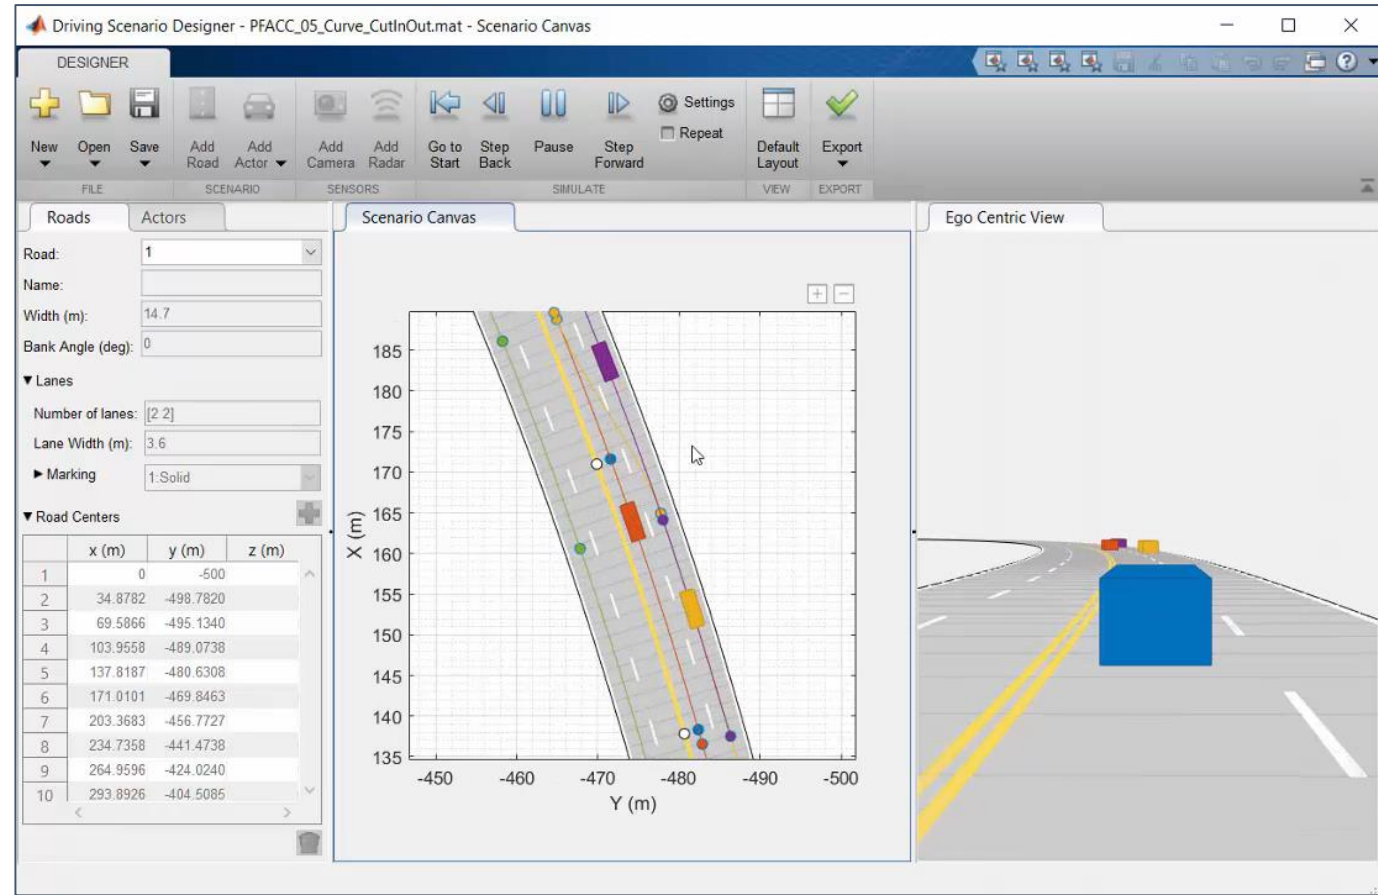 Driving Scenario Designer - PFACC_05_Curve_CutInOut.mat - Scenario Canvas
DESIGNER
New Open Save Add Road Add Actor Add Camera Add Radar Go to Start Step Back Pause Step Forward Settings Repeat Default Layout Export
FILE SCENARIO SENSORS SIMULATE VIEW EXPORT
Roads Actors
Road: 1
Name:
Width (m): 14.7
Bank Angle (deg): 0
Lanes
Number of lanes: [2 2]
Lane Width (m): 3.6
Marking 1:Solid
Road Centers
x (m) y (m) z (m)
1 0 -500
2 34.8782 -498.7820
3 69.5866 -495.1340
4 103.9558 -489.0738
5 137.8187 -480.6308
6 171.0101 -469.8463
7 203.3683 -456.7727
8 234.7358 -441.4738
9 264.9596 -424.0240
10 293.8926 -404.5085
Scenario Canvas
185
180
175
170
165
160
155
150
145
140
135
X (m)
-450 -460 -470 -480 -490 -500
Y (m)
Ego Centric View